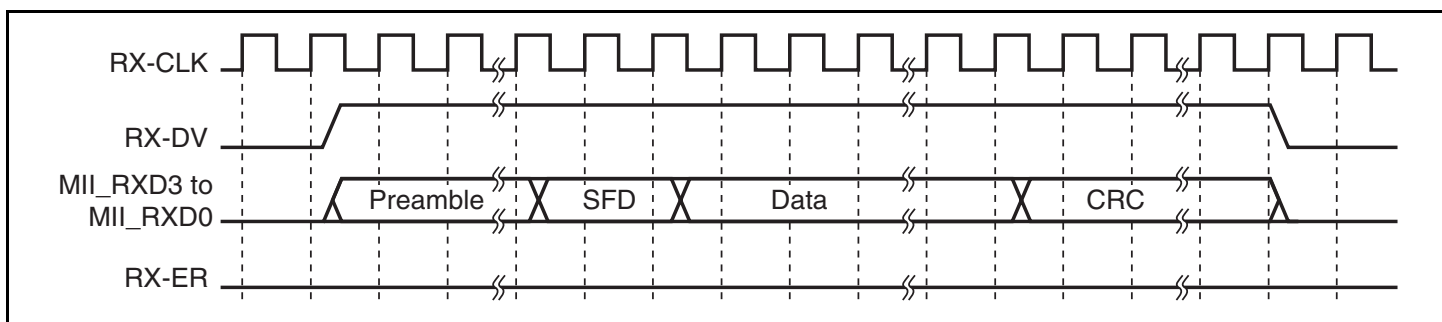 RX-CLK
RX-DV
MII_RXD3 to
MII_RXD0
Preamble SFD Data CRC
RX-ER